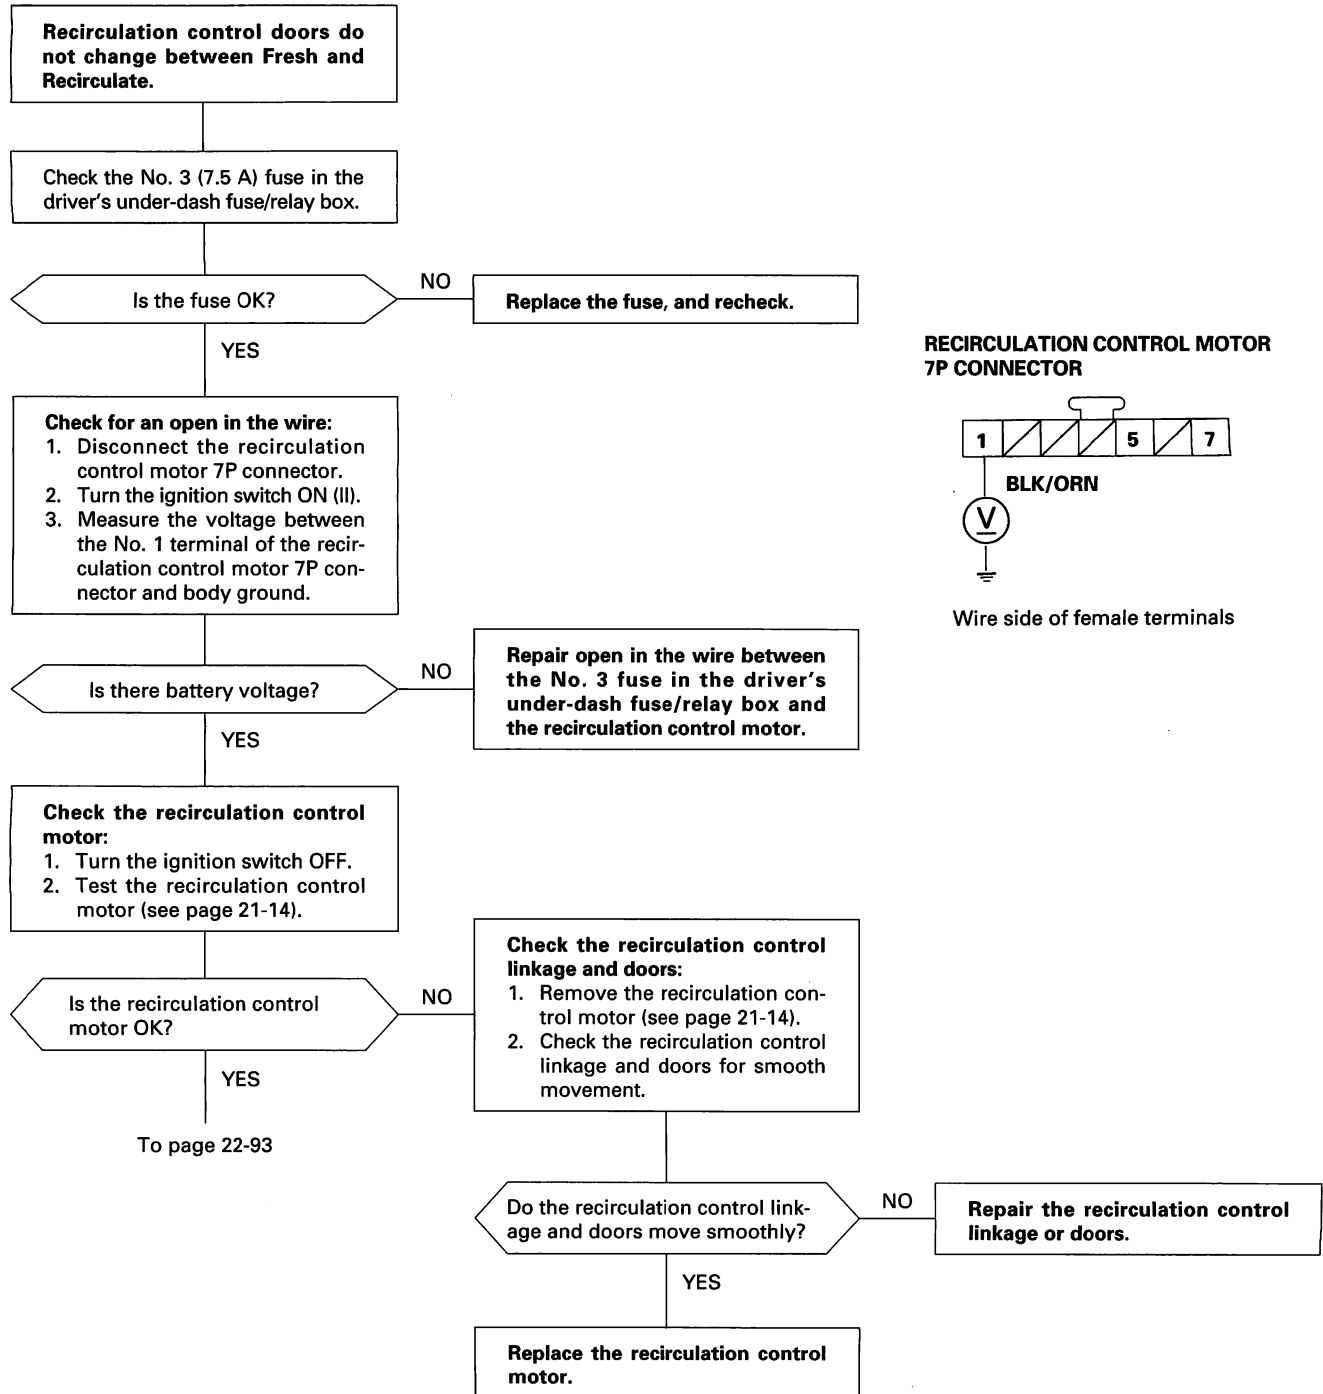 Recirculation control doors do
not change between Fresh and
Recirculate.
Check the No. 3 (7.5 A) fuse in the
driver's under-dash fuse/relay box.
Is the fuse OK?
NO
Replace the fuse, and recheck.
YES
RECIRCULATION CONTROL MOTOR
7P CONNECTOR
1 5 7
BLK/ORN
V
Wire side of female terminals
Check for an open in the wire:
1. Disconnect the recirculation
control motor 7P connector.
2. Turn the ignition switch ON (II).
3. Measure the voltage between
the No. 1 terminal of the recir-
culation control motor 7P con-
nector and body ground.
Is there battery voltage?
NO
Repair open in the wire between
the No. 3 fuse in the driver's
under-dash fuse/relay box and
the recirculation control motor.
YES
Check the recirculation control
motor:
1. Turn the ignition switch OFF.
2. Test the recirculation control
motor (see page 21-14).
Is the recirculation control
motor OK?
NO
Check the recirculation control
linkage and doors:
1. Remove the recirculation con-
trol motor (see page 21-14).
2. Check the recirculation control
linkage and doors for smooth
movement.
YES
To page 22-93
Do the recirculation control link-
age and doors move smoothly?
NO
Repair the recirculation control
linkage or doors.
YES
Replace the recirculation control
motor.